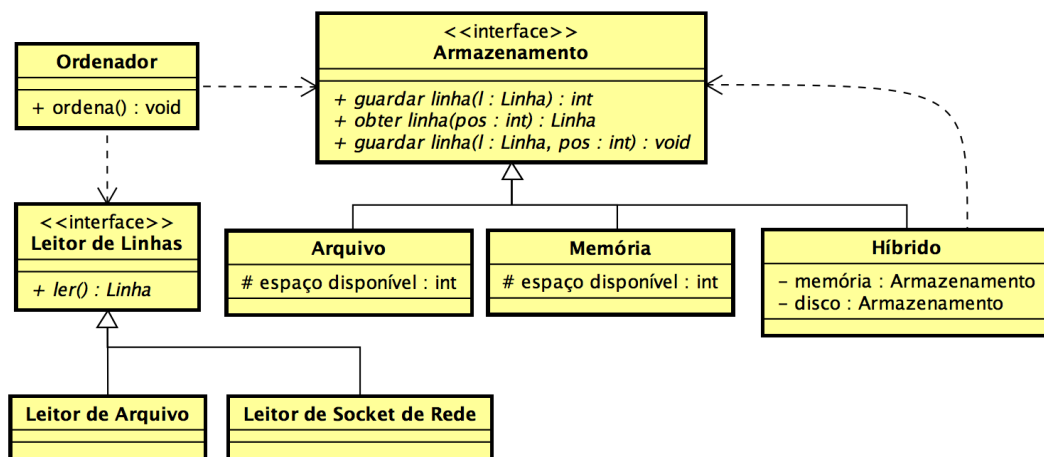 Ordenador
+ ordena() : void
<<interface>>
Armazenamento
+ guardar linha(l : Linha) : int
+ obter linha(pos : int) : Linha
+ guardar linha(l : Linha, pos : int) : void
<<interface>>
Leitor de Linhas
+ ler() : Linha
Arquivo
# espaço disponível : int
Memória
# espaço disponível : int
Híbrido
− memória : Armazenamento
− disco : Armazenamento
Leitor de Arquivo
Leitor de Socket de Rede